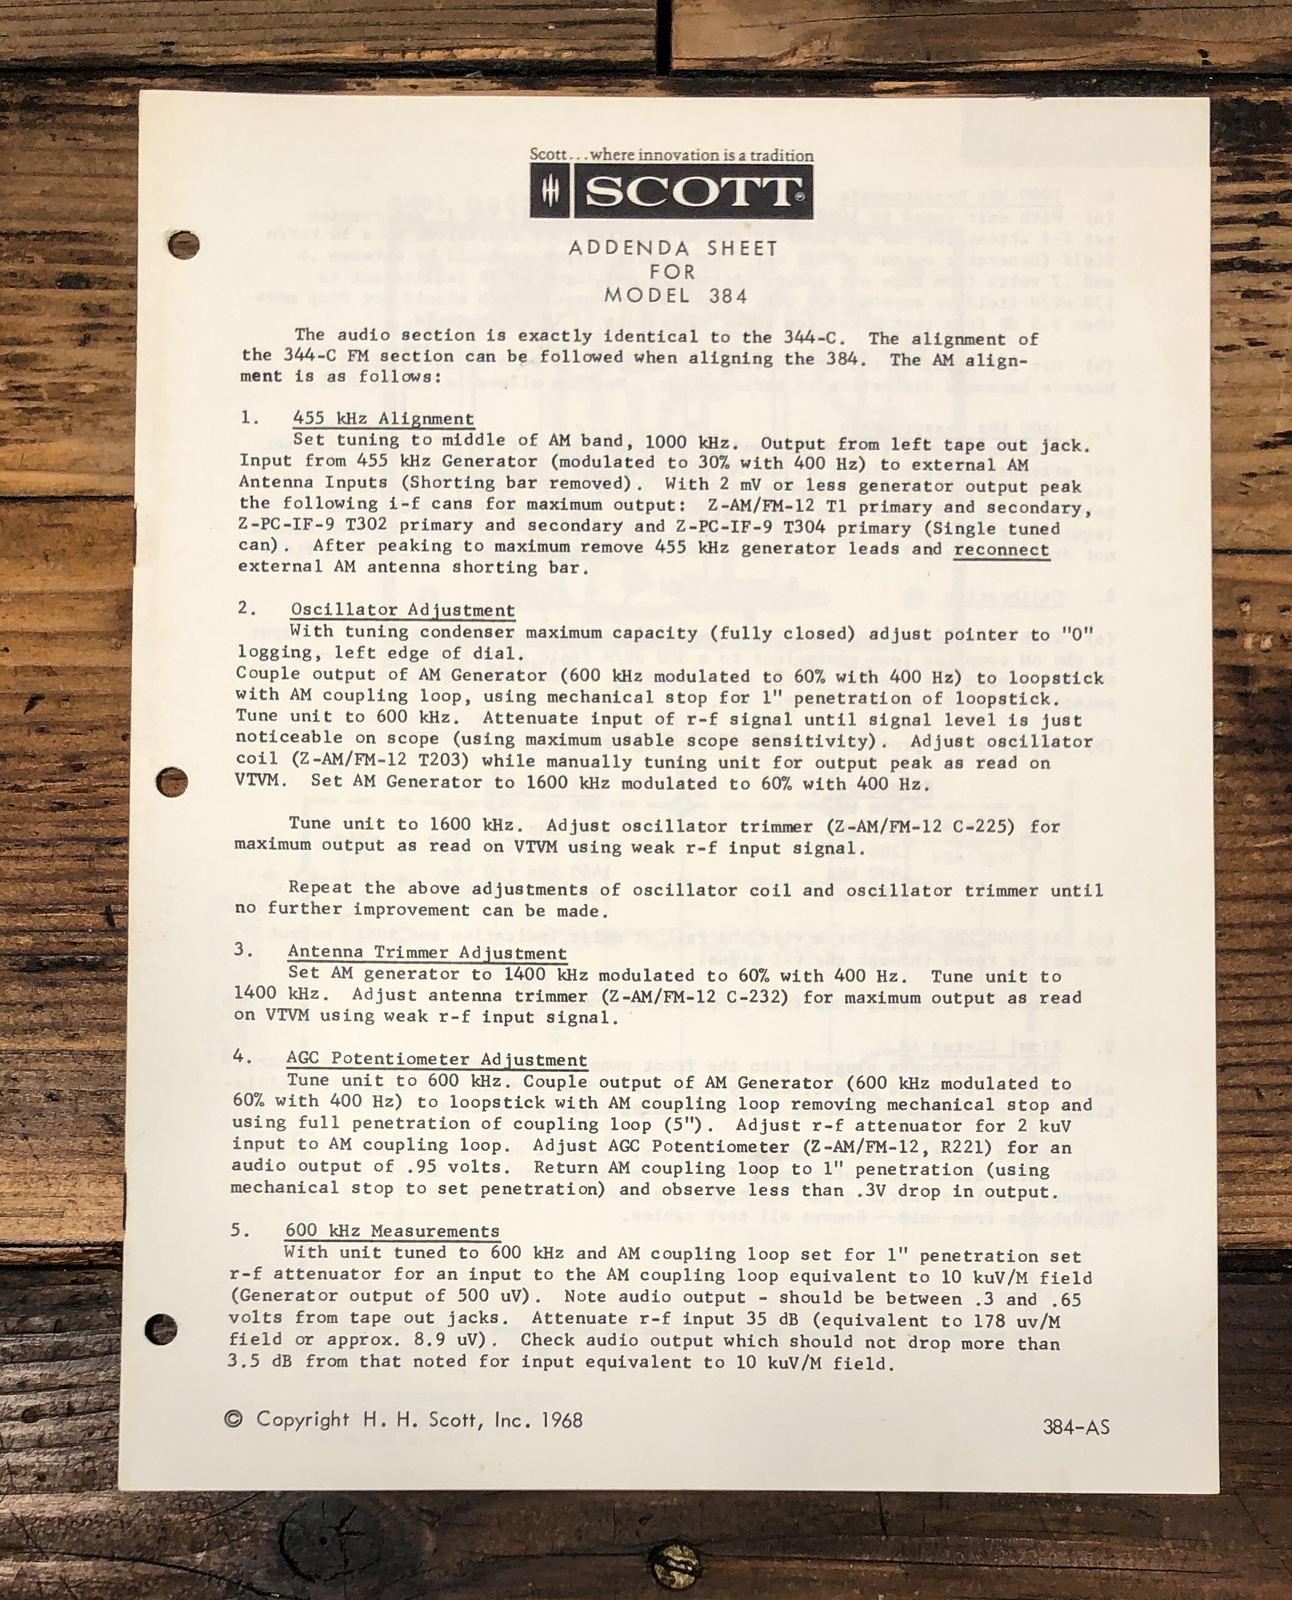 Scott...where innovation is a tradition
SCOTT®
ADDENDA SHEET
FOR
MODEL 384
The audio section is exactly identical to the 344-C. The alignment of
the 344-C FM section can be followed when aligning the 384. The AM align-
ment is as follows:
1. 455 kHz Alignment
Set tuning to middle of AM band, 1000 kHz. Output from left tape out jack.
Input from 455 kHz Generator (modulated to 30% with 400 Hz) to external AM
Antenna Inputs (Shorting bar removed). With 2 mV or less generator output peak
the following i-f cans for maximum output: Z-AM/FM-12 T1 primary and secondary,
Z-PC-IF-9 T302 primary and secondary and Z-PC-IF-9 T304 primary (Single tuned
can). After peaking to maximum remove 455 kHz generator leads and reconnect
external AM antenna shorting bar.
2. Oscillator Adjustment
With tuning condenser maximum capacity (fully closed) adjust pointer to "0"
logging, left edge of dial.
Couple output of AM Generator (600 kHz modulated to 60% with 400 Hz) to loopstick
with AM coupling loop, using mechanical stop for 1" penetration of loopstick.
Tune unit to 600 kHz. Attenuate input of r-f signal until signal level is just
noticeable on scope (using maximum usable scope sensitivity). Adjust oscillator
coil (Z-AM/FM-12 T203) while manually tuning unit for output peak as read on
VTVM. Set AM Generator to 1600 kHz modulated to 60% with 400 Hz.
Tune unit to 1600 kHz. Adjust oscillator trimmer (Z-AM/FM-12 C-225) for
maximum output as read on VTVM using weak r-f input signal.
Repeat the above adjustments of oscillator coil and oscillator trimmer until
no further improvement can be made.
3. Antenna Trimmer Adjustment
Set AM generator to 1400 kHz modulated to 60% with 400 Hz. Tune unit to
1400 kHz. Adjust antenna trimmer (Z-AM/FM-12 C-232) for maximum output as read
on VTVM using weak r-f input signal.
4. AGC Potentiometer Adjustment
Tune unit to 600 kHz. Couple output of AM Generator (600 kHz modulated to
60% with 400 Hz) to loopstick with AM coupling loop removing mechanical stop and
using full penetration of coupling loop (5"). Adjust r-f attenuator for 2 kuV
input to AM coupling loop. Adjust AGC Potentiometer (Z-AM/FM-12, R221) for an
audio output of .95 volts. Return AM coupling loop to 1" penetration (using
mechanical stop to set penetration) and observe less than .3V drop in output.
5. 600 kHz Measurements
With unit tuned to 600 kHz and AM coupling loop set for 1" penetration set
r-f attenuator for an input to the AM coupling loop equivalent to 10 kuV/M field
(Generator output of 500 uV). Note audio output - should be between .3 and .65
volts from tape out jacks. Attenuate r-f input 35 dB (equivalent to 178 uv/M
field or approx. 8.9 uV). Check audio output which should not drop more than
3.5 dB from that noted for input equivalent to 10 kuV/M field.
© Copyright H. H. Scott, Inc. 1968
384-AS